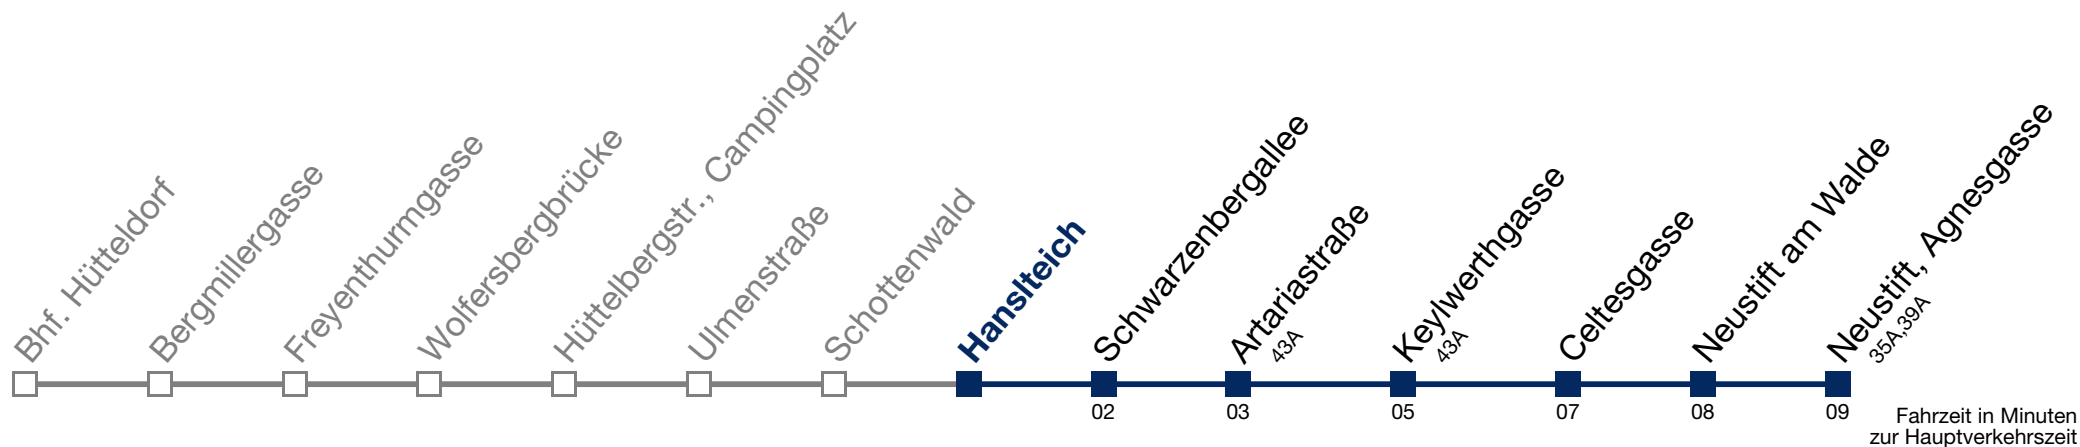 Bhf. Hütteldorf
Bergmillergasse
Freyenthurmgasse
Wolfersbergbrücke
Hüttelbergstr., Campingplatz
Ulmenstraße
Schottenwald
Hanslteich
Schwarzenbergallee
Artariastraße
43A
Keylwerthgasse
43A
Celtesgasse
Neustift am Walde
Neustift, Agnesgasse
35A,39A
02
03
05
07
08
09
Fahrzeit in Minuten
zur Hauptverkehrszeit